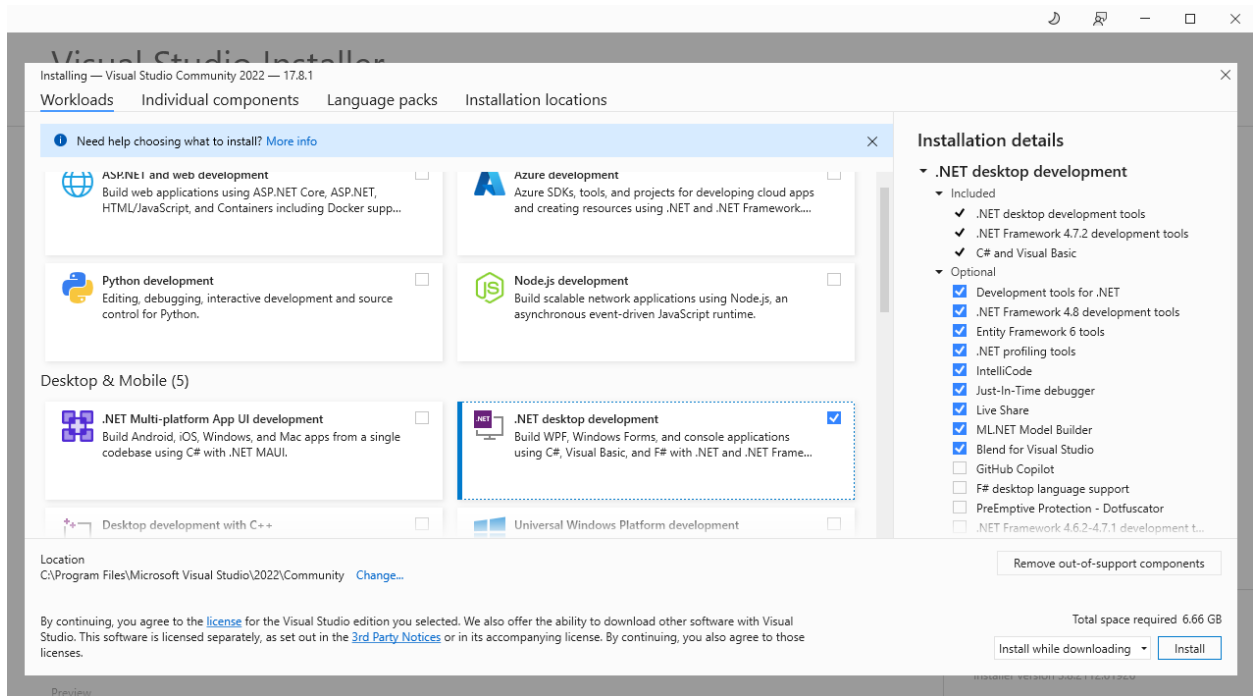 Visual Studio Installer
Installing — Visual Studio Community 2022 — 17.8.1
Workloads
Individual components
Language packs
Installation locations
Need help choosing what to install? More info
ASP.NET and web development
Build web applications using ASP.NET Core, ASP.NET,
HTML/JavaScript, and Containers including Docker supp...
Azure development
Azure SDKs, tools, and projects for developing cloud apps
and creating resources using .NET and .NET Framework....
Python development
Editing, debugging, interactive development and source
control for Python.
Node.js development
Build scalable network applications using Node.js, an
asynchronous event-driven JavaScript runtime.
Desktop & Mobile (5)
.NET Multi-platform App UI development
Build Android, iOS, Windows, and Mac apps from a single
codebase using C# with .NET MAUI.
.NET
.NET desktop development
Build WPF, Windows Forms, and console applications
using C#, Visual Basic, and F# with .NET and .NET Frame...
Desktop development with C++
Universal Windows Platform development
Installation details
.NET desktop development
Included
.NET desktop development tools
.NET Framework 4.7.2 development tools
C# and Visual Basic
Optional
Development tools for .NET
.NET Framework 4.8 development tools
Entity Framework 6 tools
.NET profiling tools
IntelliCode
Just-In-Time debugger
Live Share
ML.NET Model Builder
Blend for Visual Studio
GitHub Copilot
F# desktop language support
PreEmptive Protection - Dotfuscator
.NET Framework 4.6.2-4.7.1 development t...
Location
C:\Program Files\Microsoft Visual Studio\2022\Community Change...
By continuing, you agree to the license for the Visual Studio edition you selected. We also offer the ability to download other software with Visual
Studio. This software is licensed separately, as set out in the 3rd Party Notices or in its accompanying license. By continuing, you also agree to those
licenses.
Remove out-of-support components
Total space required 6.66 GB
Install while downloading
Install
Preview